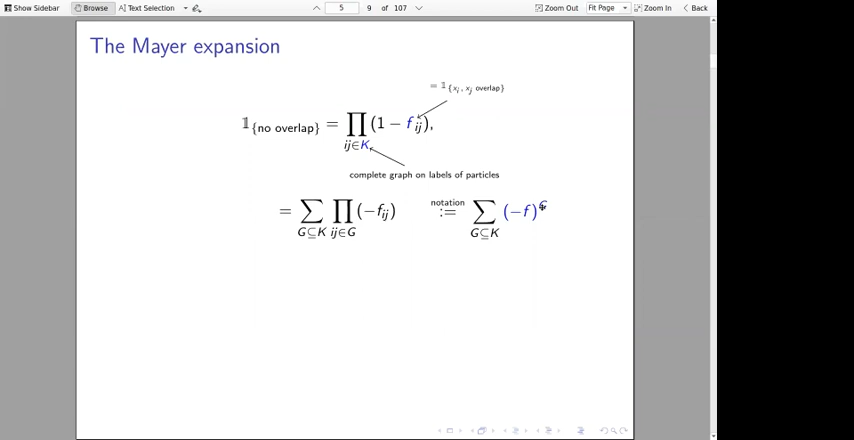 Show Sidebar Browse Text Selection 5 9 of 107 Zoom Out Fit Page Zoom In Back
The Mayer expansion
= 𝟙{xᵢ, xⱼ overlap}
𝟙{no overlap} = ∏ (1 − fᵢⱼ),
ij∈K
complete graph on labels of particles
= ∑ ∏ (−fᵢⱼ) notation := ∑ (−f)ᴳ
G⊆K ij∈G G⊆K